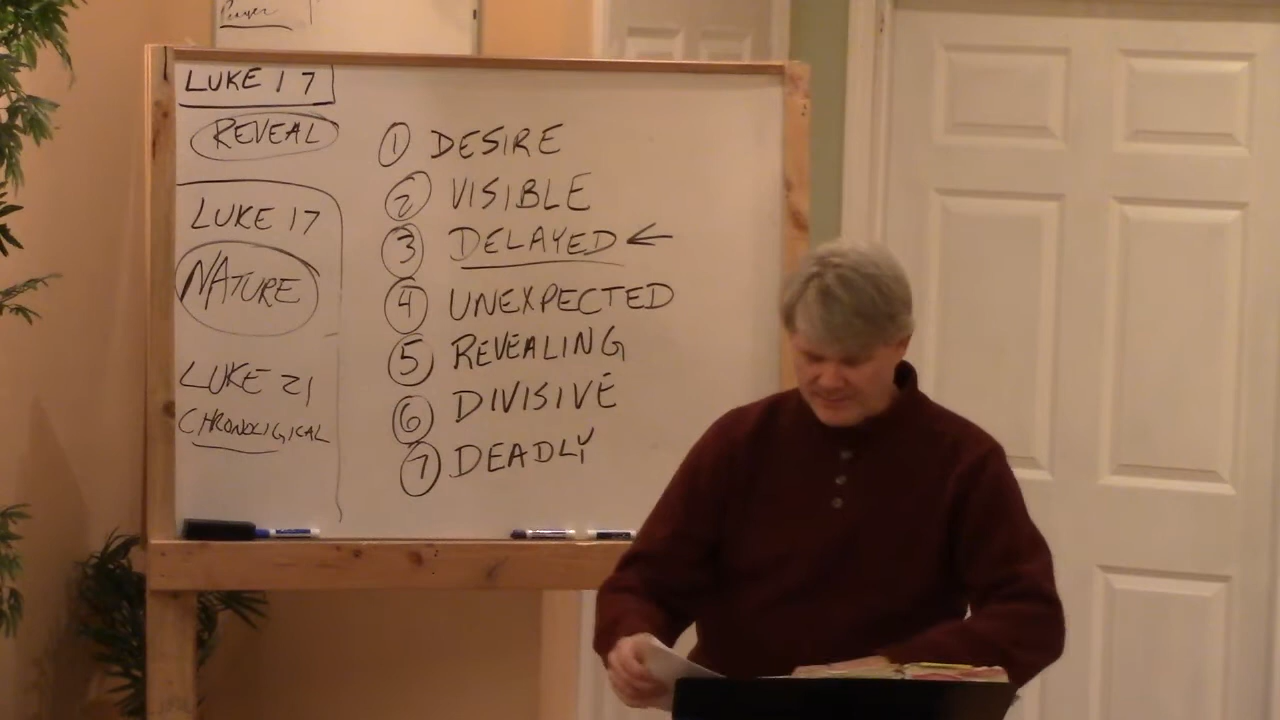 Prayer
LUKE 17
REVEAL
LUKE 17
NATURE
LUKE 21
CHRONOLIGICAL
1 DESIRE
2 VISIBLE
3 DELAYED ←
4 UNEXPECTED
5 REVEALING
6 DIVISIVE
7 DEADLY